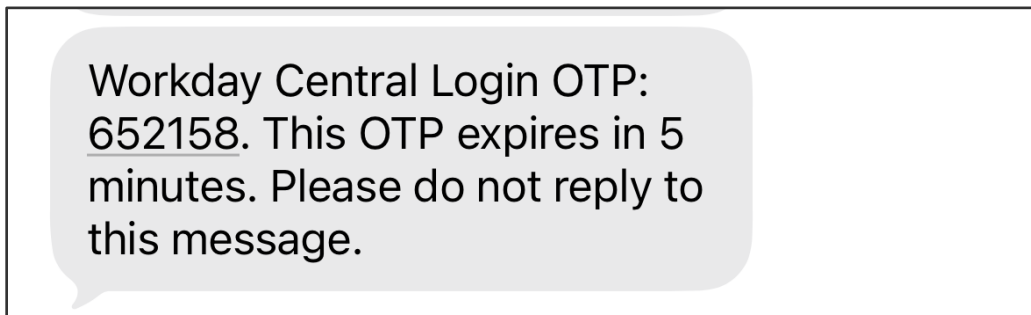 Workday Central Login OTP:
652158. This OTP expires in 5
minutes. Please do not reply to
this message.